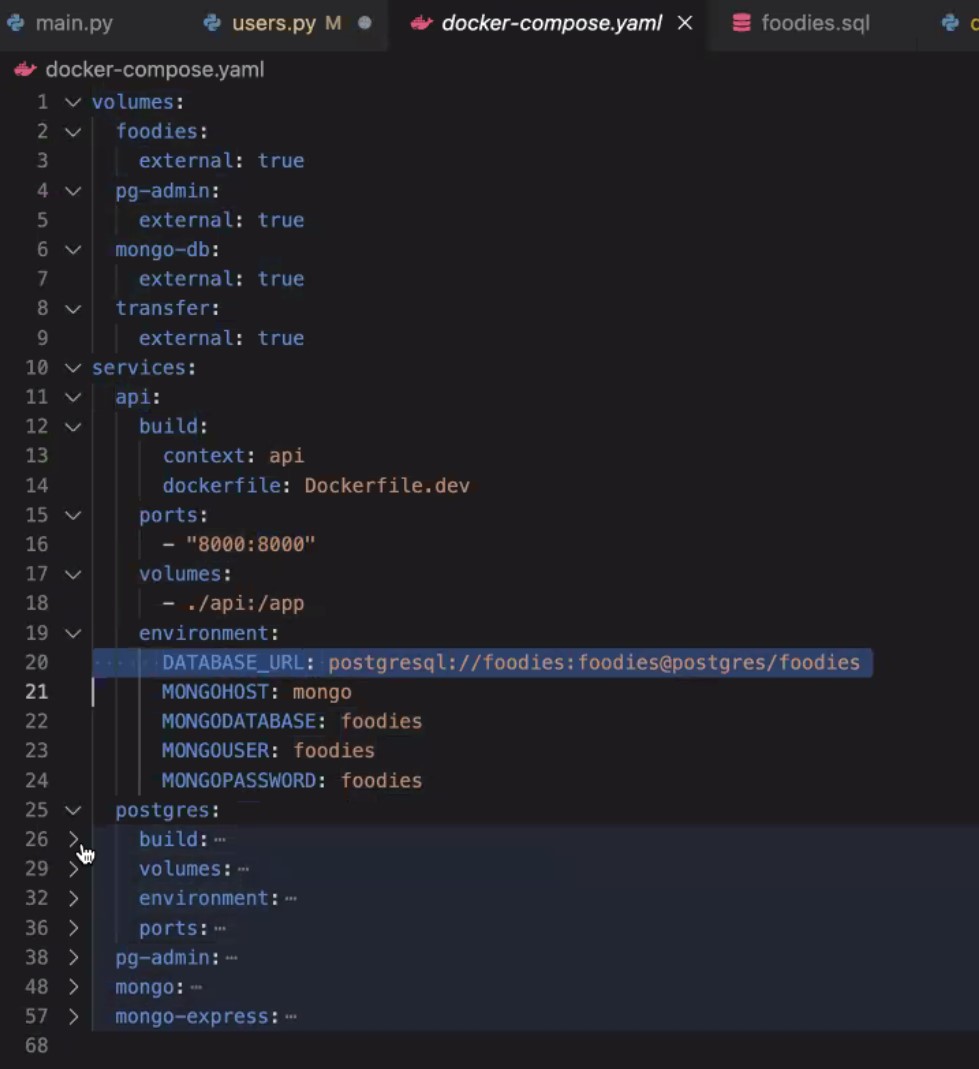 main.py users.py M docker-compose.yaml foodies.sql
docker-compose.yaml
1 volumes:
2 foodies:
3 external: true
4 pg-admin:
5 external: true
6 mongo-db:
7 external: true
8 transfer:
9 external: true
10 services:
11 api:
12 build:
13 context: api
14 dockerfile: Dockerfile.dev
15 ports:
16 - "8000:8000"
17 volumes:
18 - ./api:/app
19 environment:
20 DATABASE_URL: postgresql://foodies:foodies@postgres/foodies
21 MONGOHOST: mongo
22 MONGODATABASE: foodies
23 MONGOUSER: foodies
24 MONGOPASSWORD: foodies
25 postgres:
26 build: ⋯
29 volumes: ⋯
32 environment: ⋯
36 ports: ⋯
38 pg-admin: ⋯
48 mongo: ⋯
57 mongo-express: ⋯
68